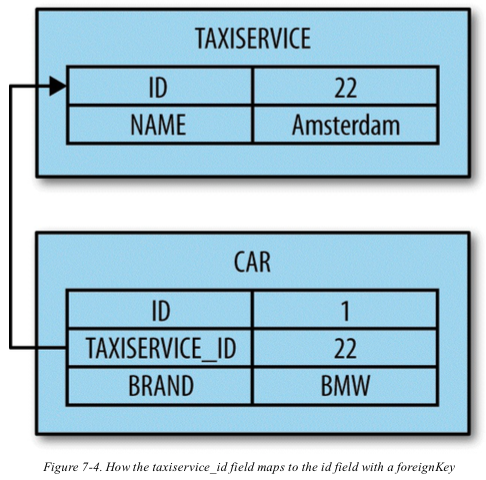 TAXISERVICE
ID 22
NAME Amsterdam
CAR
ID 1
TAXISERVICE_ID 22
BRAND BMW
Figure 7-4. How the taxiservice_id field maps to the id field with a foreignKey